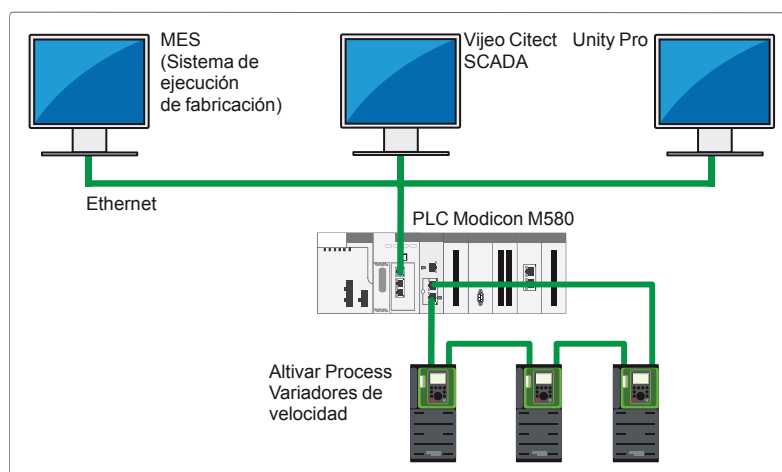 MES
(Sistema de
ejecución
de fabricación)
Vijeo Citect
SCADA
Unity Pro
Ethernet
PLC Modicon M580
Altivar Process
Variadores de
velocidad